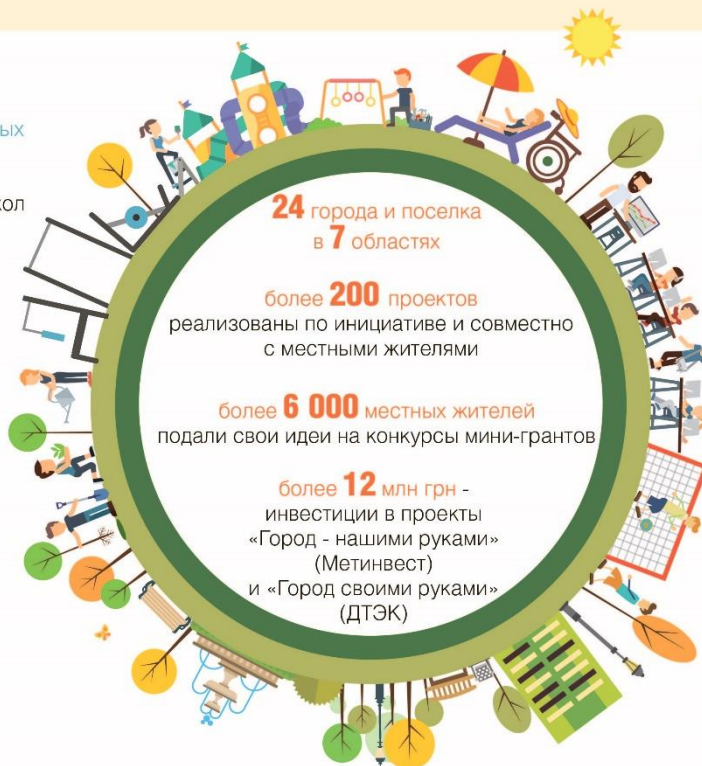 ых
кол
24 города и поселка
в 7 областях
более 200 проектов
реализованы по инициативе и совместно
с местными жителями
более 6 000 местных жителей
подали свои идеи на конкурсы мини-грантов
более 12 млн грн -
инвестиции в проекты
«Город - нашими руками»
(Метинвест)
и «Город своими руками»
(ДТЭК)